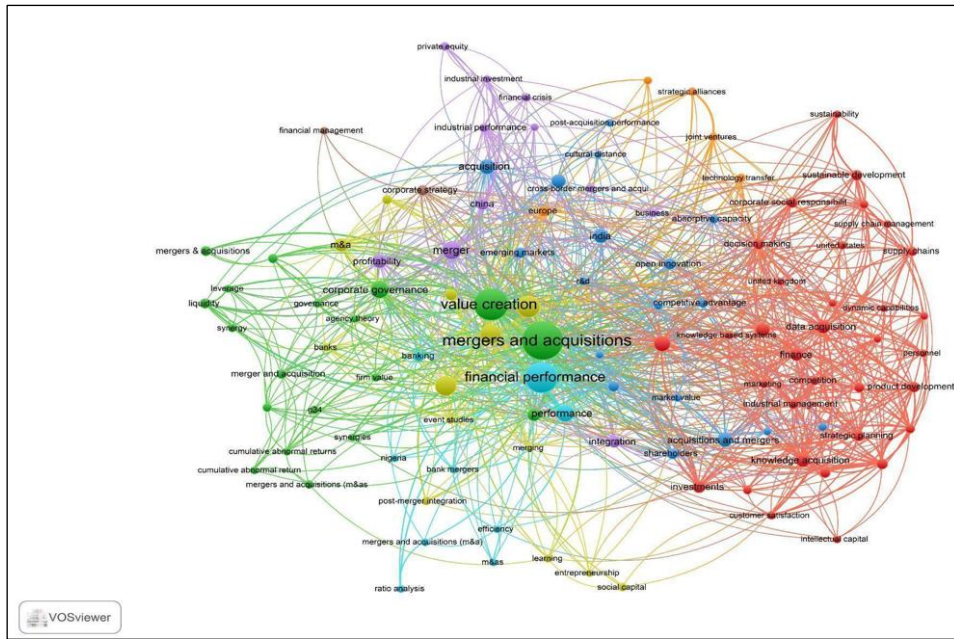 private equity
industrial investment
financial crisis
strategic alliances
sustainability
financial management
industrial performance
post-acquisition performance
joint ventures
acquisition
cultural distance
technology transfer
sustainable development
corporate strategy
cross-border mergers and acqui
corporate social responsibilit
china
europe
business
absorptive capacity
supply chain management
mergers & acquisitions
m&a
merger
emerging markets
india
decision making
united states
supply chains
profitability
open innovation
leverage
corporate governance
r&d
united kingdom
liquidity
governance
value creation
competitive advantage
dynamic capabilities
synergy
agency theory
data acquisition
banks
mergers and acquisitions
knowledge based systems
banking
finance
personnel
merger and acquisition
firm value
financial performance
marketing
competition
product development
market value
g34
performance
industrial management
event studies
synergies
merging
integration
acquisitions and mergers
strategic planning
cumulative abnormal returns
nigeria
shareholders
knowledge acquisition
cumulative abnormal return
bank mergers
mergers and acquisitions (m&as
investments
post-merger integration
customer satisfaction
efficiency
mergers and acquisitions (m&a)
intellectual capital
m&as
learning
entrepreneurship
ratio analysis
social capital
VOSviewer